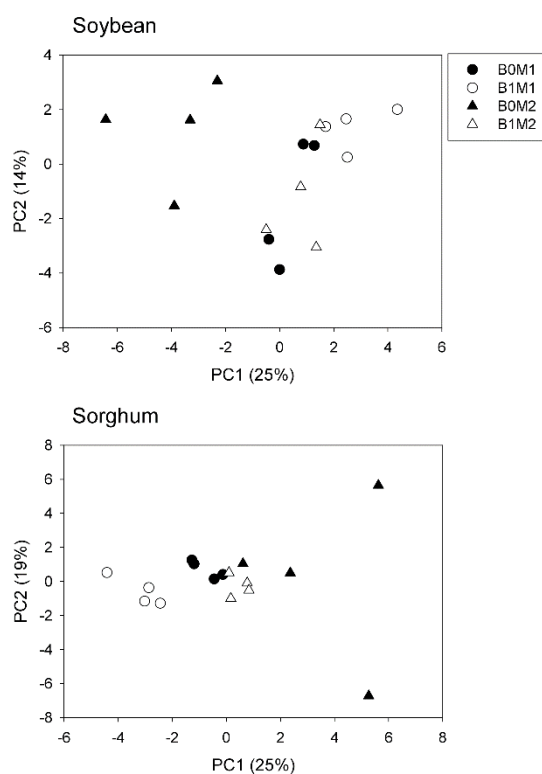 Soybean
B0M1
B1M1
B0M2
B1M2
4
2
0
-2
-4
-6
PC2 (14%)
-8 -6 -4 -2 0 2 4 6
PC1 (25%)
Sorghum
8
6
4
2
0
-2
-4
-6
-8
PC2 (19%)
-6 -4 -2 0 2 4 6 8
PC1 (25%)